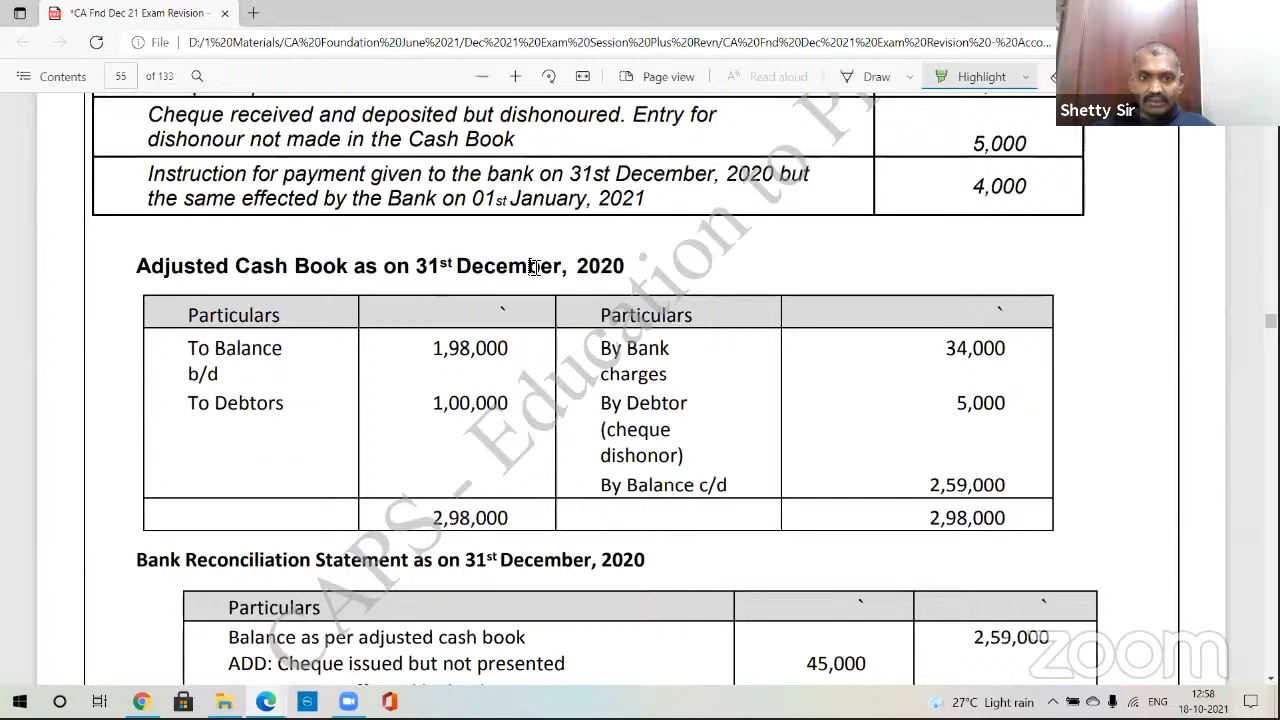 *CA Fnd Dec 21 Exam Revision -
File
D:/1%20Materials/CA%20Foundation%20June%2021/Dec%2021%20Exam%20Session%20Plus%20Revn/CA%20Fnd%20Dec%2021%20Exam%20Revision%20-%20Acco...
Contents
55
of 133
Page view
Read aloud
Draw
Highlight
Shetty Sir
Cheque received and deposited but dishonoured. Entry for
dishonour not made in the Cash Book
5,000
Instruction for payment given to the bank on 31st December, 2020 but
the same effected by the Bank on 01st January, 2021
4,000
Adjusted Cash Book as on 31st December, 2020
Particulars ` Particulars `
To Balance 1,98,000 By Bank 34,000
b/d charges
To Debtors 1,00,000 By Debtor 5,000
(cheque
dishonor)
By Balance c/d 2,59,000
2,98,000 2,98,000
Bank Reconciliation Statement as on 31st December, 2020
Particulars ` `
Balance as per adjusted cash book 2,59,000
ADD: Cheque issued but not presented 45,000
CAPS - Education to
zoom
27°C Light rain
ENG
12:58
18-10-2021